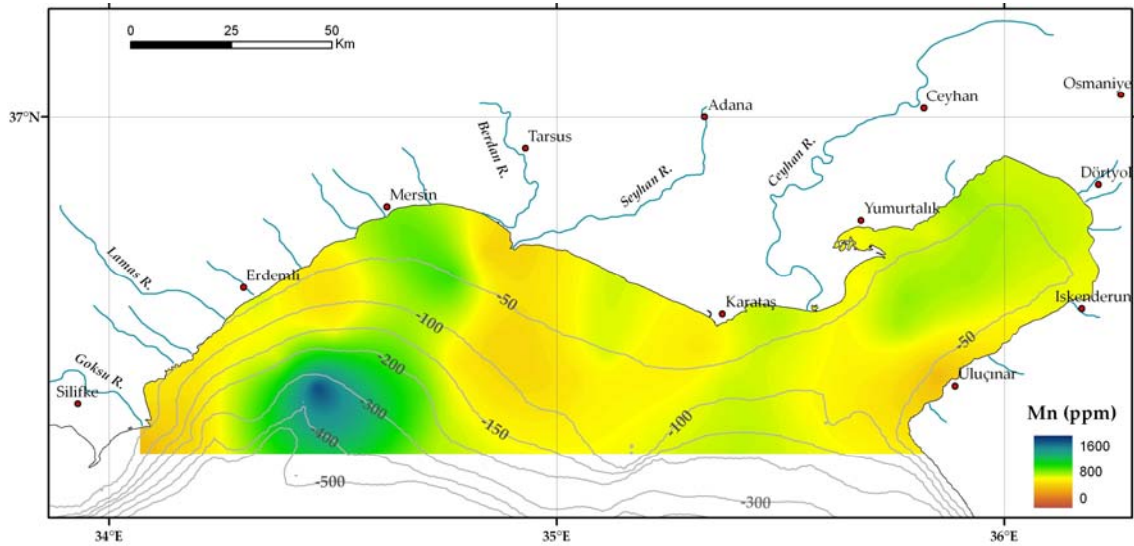 0 25 50
Km
Osmaniye
Ceyhan
Adana
37°N
Tarsus
Berdan R.
Ceyhan R.
Seyhan R.
Dörtyol
Mersin
Yumurtalık
Lamas R.
Erdemli
-50
Karataş
Iskenderun
-100
-50
Goksu R.
-200
Uluçınar
Silifke
-300
Mn (ppm)
-100
-150
-400
1600
800
0
-500
-300
34°E 35°E 36°E